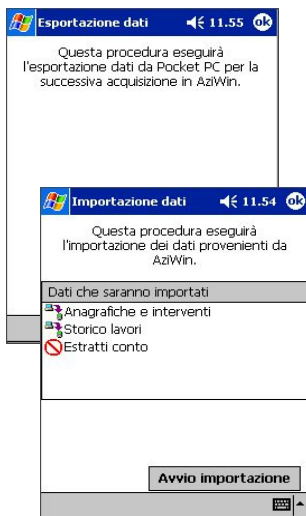 Esportazione dati 11.55 ok
Questa procedura eseguirà
l'esportazione dati da Pocket PC per la
successiva acquisizione in AziWin.
Importazione dati 11.54 ok
Questa procedura eseguirà
l'importazione dei dati provenienti da
AziWin.
Dati che saranno importati
Anagrafiche e interventi
Storico lavori
Estratti conto
Avvio importazione